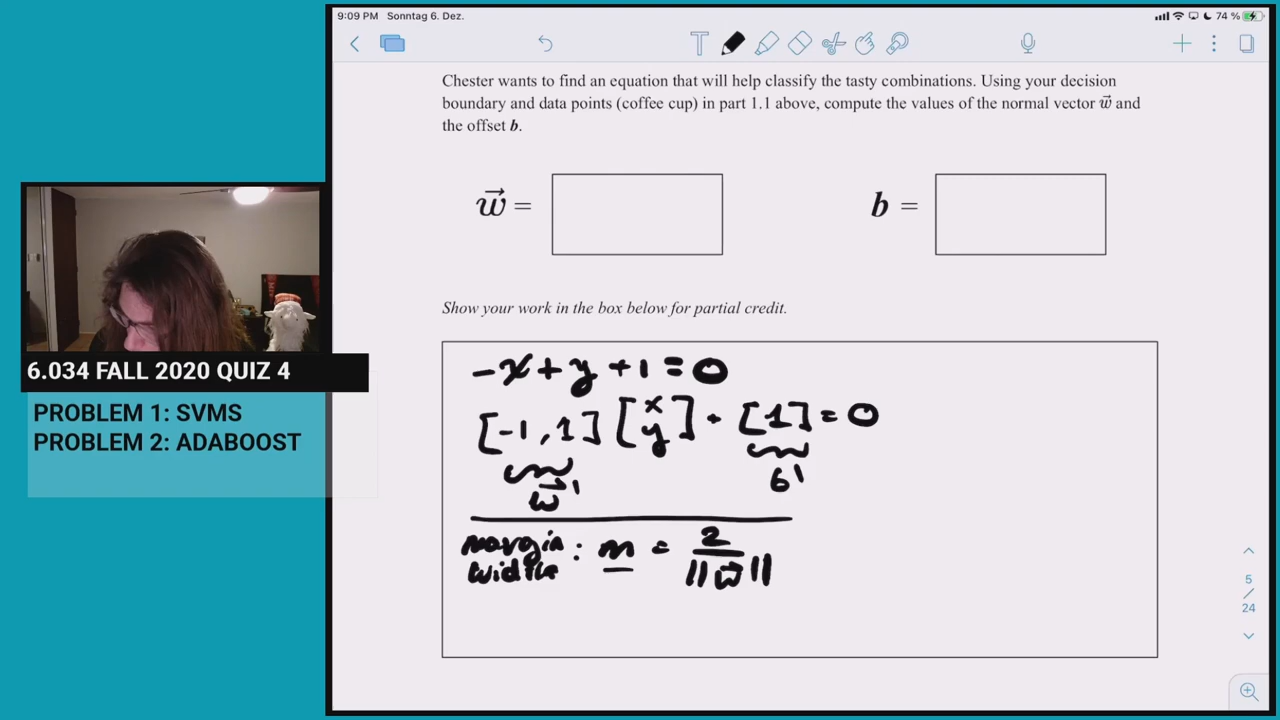 9:09 PM Sonntag 6. Dez.
74 %
Chester wants to find an equation that will help classify the tasty combinations. Using your decision
boundary and data points (coffee cup) in part 1.1 above, compute the values of the normal vector w⃗ and
the offset b.
w⃗ =
b =
Show your work in the box below for partial credit.
-x + y + 1 = 0
[-1, 1] [x y] + [1] = 0
w⃗' b'
margin width : m = 2 / ||w⃗||
6.034 FALL 2020 QUIZ 4
PROBLEM 1: SVMS
PROBLEM 2: ADABOOST
5
/
24